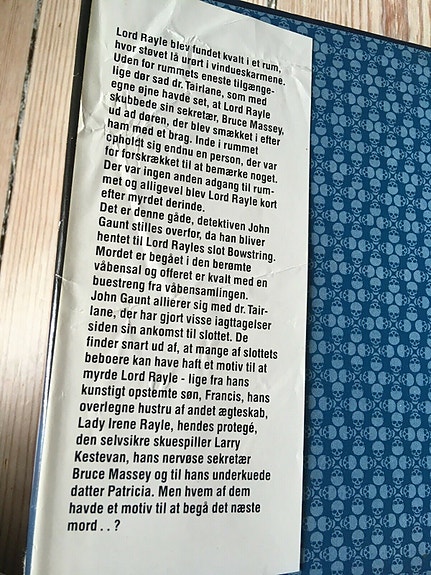 Lord Rayle blev fundet kvalt i et rum,
hvor støvet lå urørt i vindueskarmene.
Uden for rummets eneste tilgænge-
lige dør sad dr. Tairlane, som med
egne øjne havde set, at Lord Rayle
skubbede sin sekretær, Bruce Massey,
ud ad døren, der blev smækket i efter
ham med et brag. Inde i rummet
opholdt sig endnu en person, der var
for forskrækket til at bemærke noget.
Der var ingen anden adgang til rum-
met og alligevel blev Lord Rayle kort
efter myrdet derinde.
Det er denne gåde, detektiven John
Gaunt stilles overfor, da han bliver
hentet til Lord Rayles slot Bowstring.
Mordet er begået i den berømte
våbensal og offeret er kvalt med en
buestreng fra våbensamlingen.
John Gaunt allierer sig med dr. Tair-
lane, der har gjort visse iagttagelser
siden sin ankomst til slottet. De
finder snart ud af, at mange af slottets
beboere kan have haft et motiv til at
myrde Lord Rayle - lige fra hans
kunstigt opstemte søn, Francis, hans
overlegne hustru af andet ægteskab,
Lady Irene Rayle, hendes protegé,
den selvsikre skuespiller Larry
Kestevan, hans nervøse sekretær
Bruce Massey og til hans underkuede
datter Patricia. Men hvem af dem
havde et motiv til at begå det næste
mord . . ?